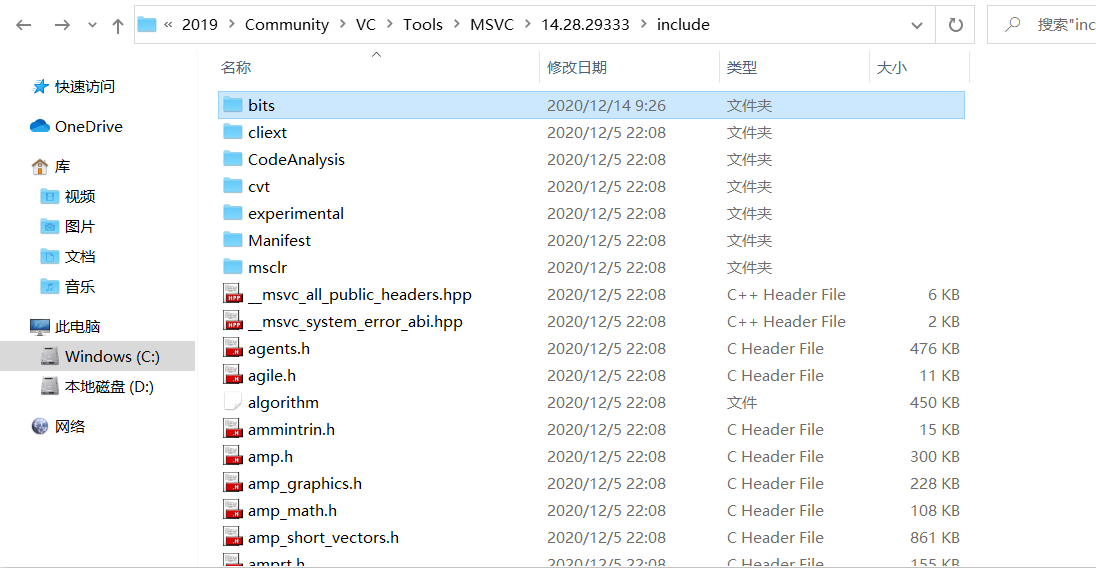 « 2019 > Community > VC > Tools > MSVC > 14.28.29333 > include 搜索"inc
名称 修改日期 类型 大小
快速访问
OneDrive
库
视频
图片
文档
音乐
此电脑
Windows (C:)
本地磁盘 (D:)
网络
bits 2020/12/14 9:26 文件夹
cliext 2020/12/5 22:08 文件夹
CodeAnalysis 2020/12/5 22:08 文件夹
cvt 2020/12/5 22:08 文件夹
experimental 2020/12/5 22:08 文件夹
Manifest 2020/12/5 22:08 文件夹
msclr 2020/12/5 22:08 文件夹
__msvc_all_public_headers.hpp 2020/12/5 22:08 C++ Header File 6 KB
__msvc_system_error_abi.hpp 2020/12/5 22:08 C++ Header File 2 KB
agents.h 2020/12/5 22:08 C Header File 476 KB
agile.h 2020/12/5 22:08 C Header File 11 KB
algorithm 2020/12/5 22:08 文件 450 KB
ammintrin.h 2020/12/5 22:08 C Header File 15 KB
amp.h 2020/12/5 22:08 C Header File 300 KB
amp_graphics.h 2020/12/5 22:08 C Header File 228 KB
amp_math.h 2020/12/5 22:08 C Header File 108 KB
amp_short_vectors.h 2020/12/5 22:08 C Header File 861 KB
amprt.h 2020/12/5 22:08 C Header File 155 KB